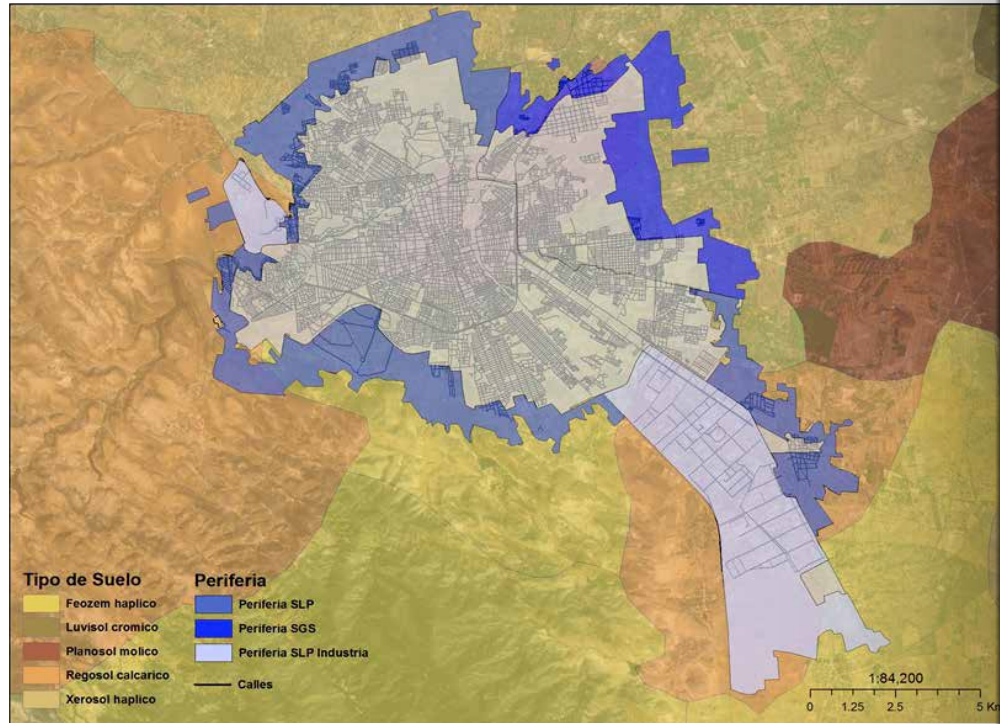 Tipo de Suelo
Feozem haplico
Luvisol cromico
Planosol molico
Regosol calcarico
Xerosol haplico
Periferia
Periferia SLP
Periferia SGS
Periferia SLP Industria
Calles
1:84,200
0 1.25 2.5 5 Km